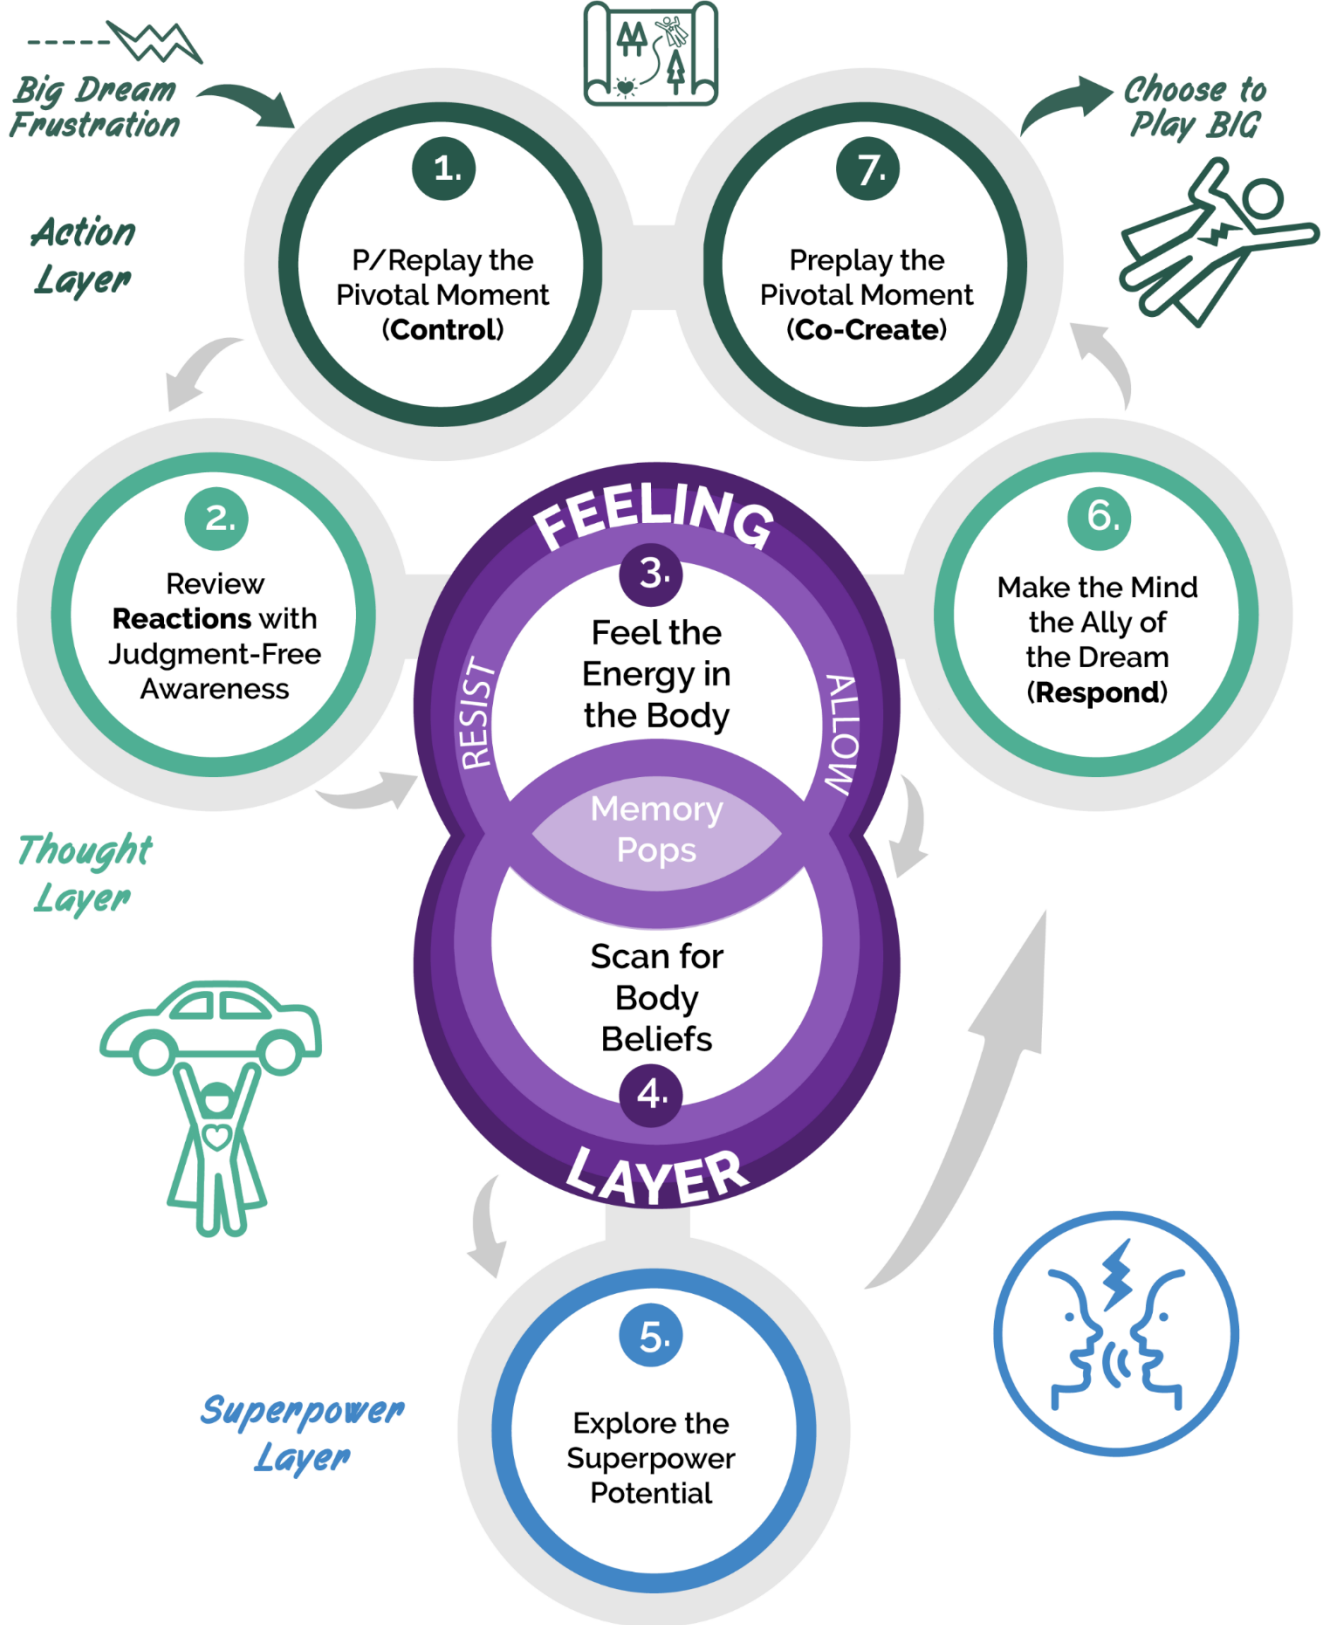 Big Dream
Frustration
Choose to
Play BIG
Action
Layer
1.
P/Replay the
Pivotal Moment
(Control)
7.
Preplay the
Pivotal Moment
(Co-Create)
2.
Review
Reactions with
Judgment-Free
Awareness
FEELING
3.
Feel the
Energy in
the Body
RESIST
ALLOW
Memory
Pops
Scan for
Body
Beliefs
4.
LAYER
6.
Make the Mind
the Ally of
the Dream
(Respond)
Thought
Layer
5.
Explore the
Superpower
Potential
Superpower
Layer